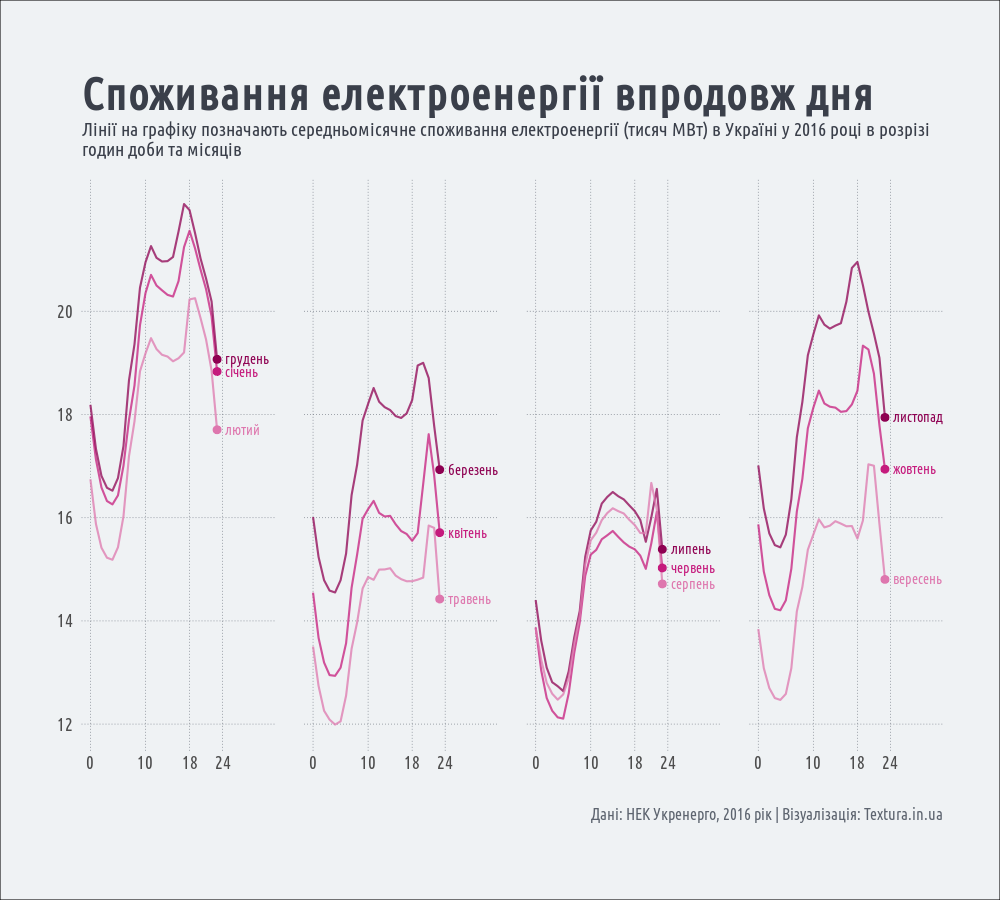 Споживання електроенергії впродовж дня
Лінії на графіку позначають середньомісячне споживання електроенергії (тисяч МВт) в Україні у 2016 році в розрізі
годин доби та місяців
20
18
16
14
12
грудень
січень
лютий
березень
квітень
травень
липень
червень
серпень
листопад
жовтень
вересень
0 10 18 24 0 10 18 24 0 10 18 24 0 10 18 24
Дані: НЕК Укренерго, 2016 рік | Візуалізація: Textura.in.ua